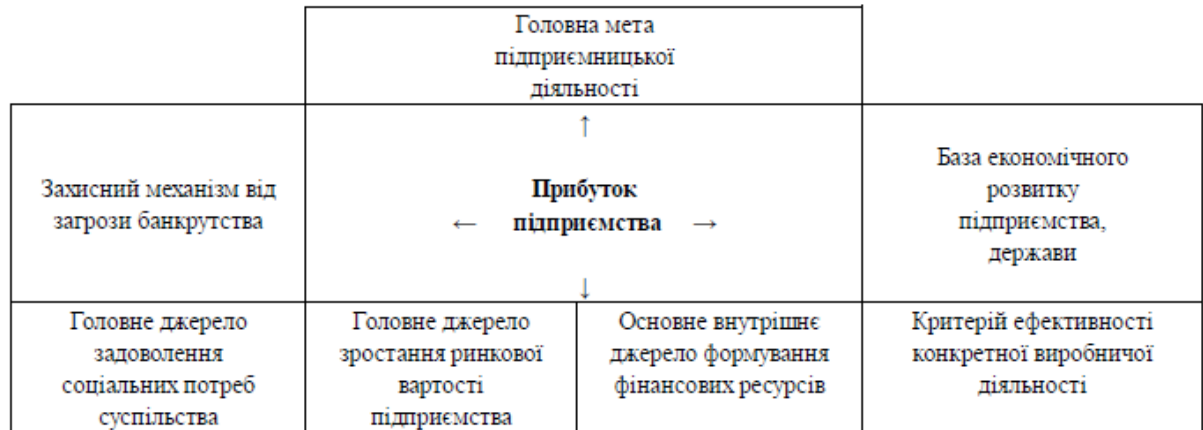 Головна мета
підприємницької
діяльності
↑
Захисний механізм від
загрози банкрутства
Прибуток
← підприємства →
База економічного
розвитку
підприємства,
держави
↓
Головне джерело
задоволення
соціальних потреб
суспільства
Головне джерело
зростання ринкової
вартості
підприємства
Основне внутрішнє
джерело формування
фінансових ресурсів
Критерій ефективності
конкретної виробничої
діяльності